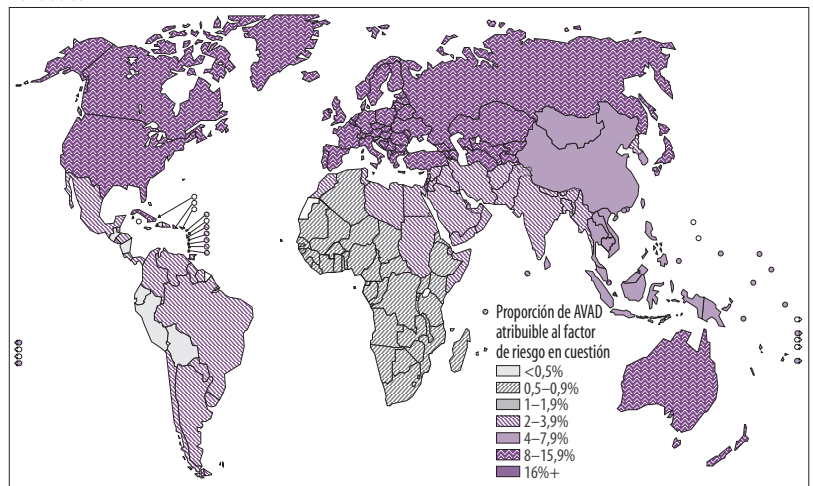 Proporción de AVAD
atribuible al factor
de riesgo en cuestión
<0,5%
0,5–0,9%
1–1,9%
2–3,9%
4–7,9%
8–15,9%
16%+